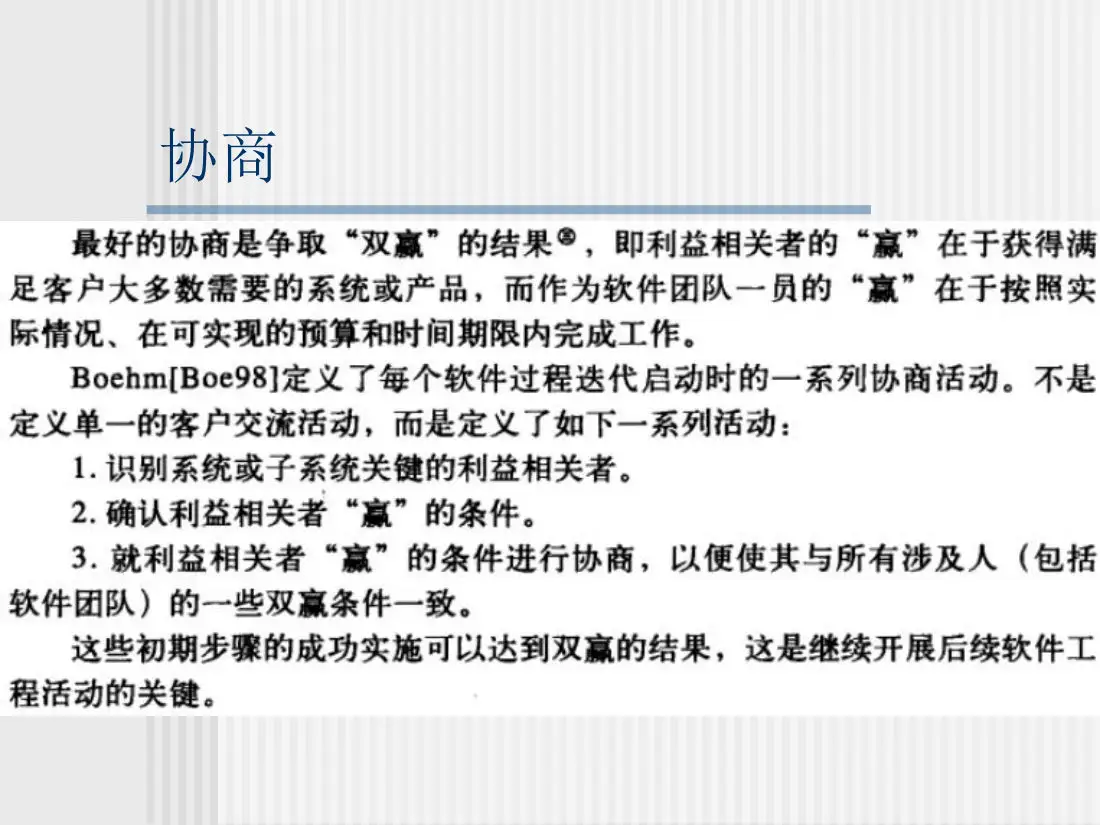 协商
最好的协商是争取“双赢”的结果㊂，即利益相关者的“赢”在于获得满
足客户大多数需要的系统或产品，而作为软件团队一员的“赢”在于按照实
际情况、在可实现的预算和时间期限内完成工作。
Boehm[Boe98]定义了每个软件过程迭代启动时的一系列协商活动。不是
定义单一的客户交流活动，而是定义了如下一系列活动：
1. 识别系统或子系统关键的利益相关者。
2. 确认利益相关者“赢”的条件。
3. 就利益相关者“赢”的条件进行协商，以便使其与所有涉及人（包括
软件团队）的一些双赢条件一致。
这些初期步骤的成功实施可以达到双赢的结果，这是继续开展后续软件工
程活动的关键。